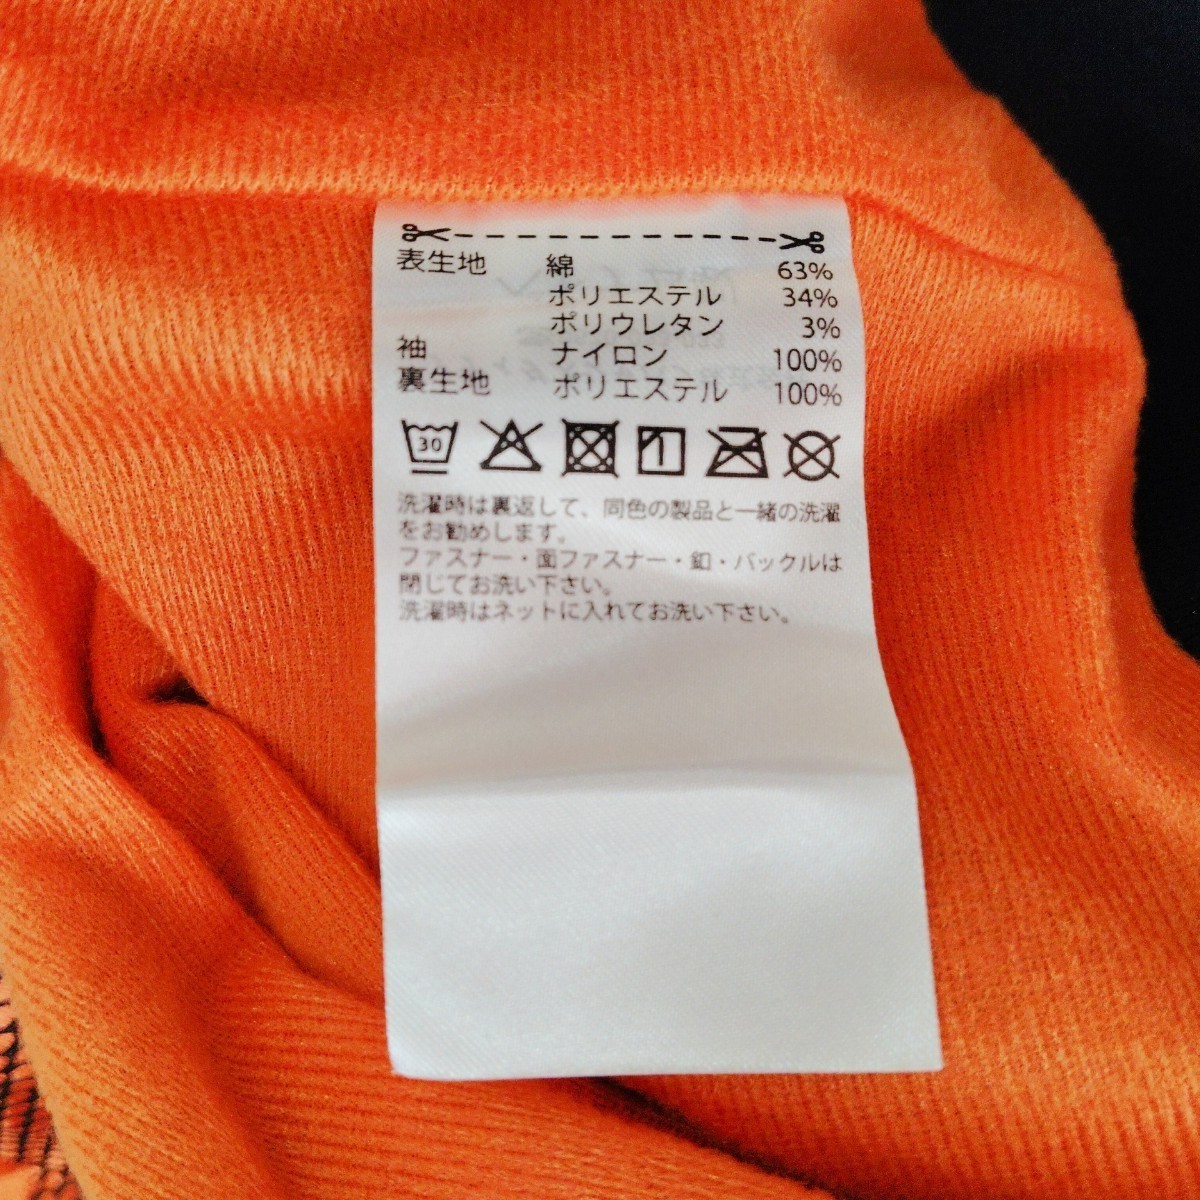 表生地 綿 63%
ポリエステル 34%
ポリウレタン 3%
袖 ナイロン 100%
裏生地 ポリエステル 100%
30
洗濯時は裏返して、同色の製品と一緒の洗濯
をお勧めします。
ファスナー・面ファスナー・釦・バックルは
閉じてお洗い下さい。
洗濯時はネットに入れてお洗い下さい。